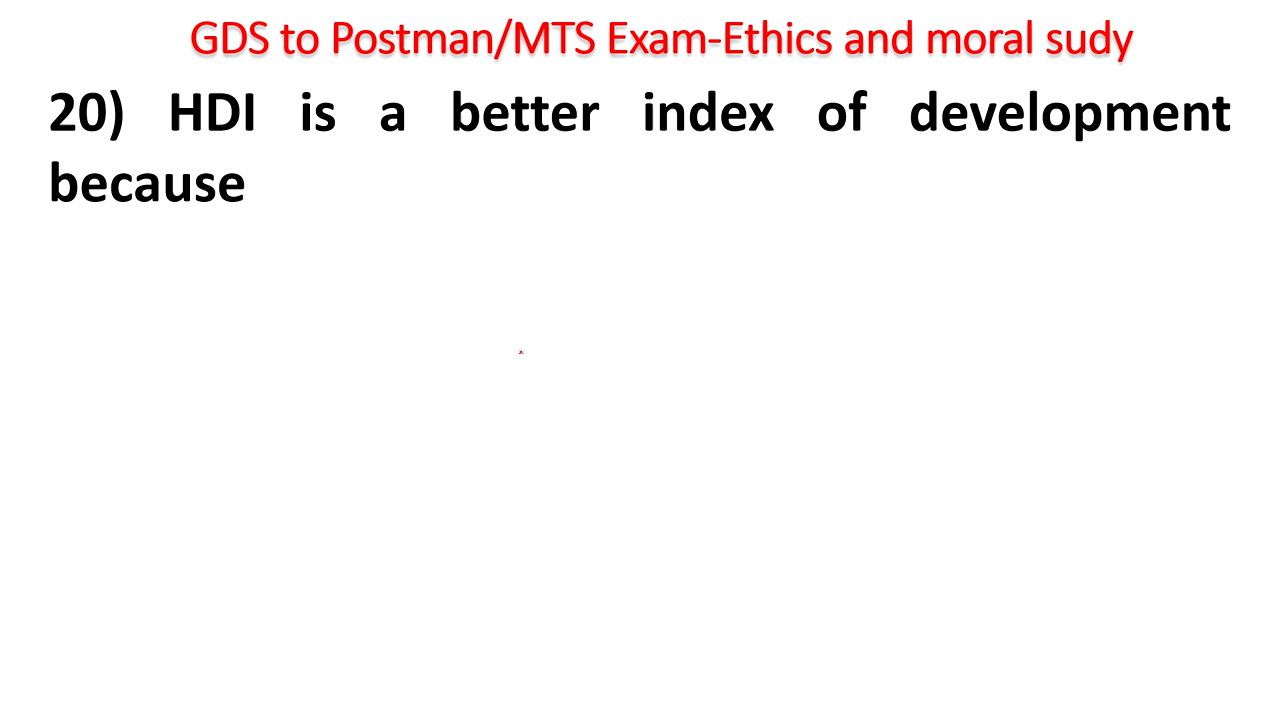 GDS to Postman/MTS Exam-Ethics and moral sudy
20) HDI is a better index of development
because